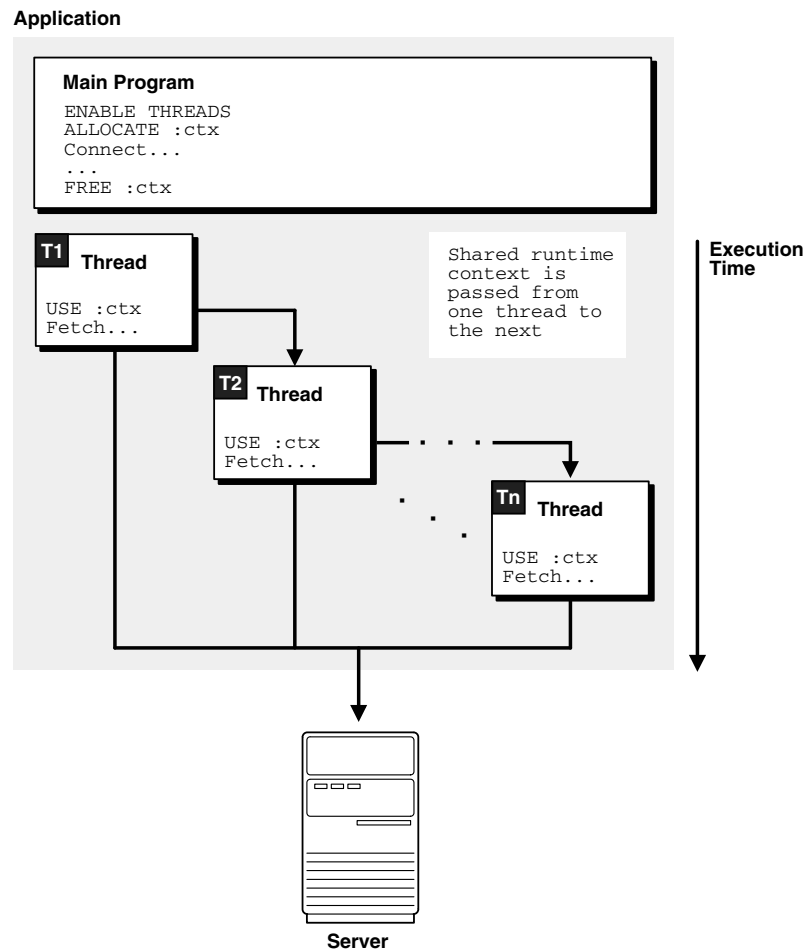 Application
Main Program
ENABLE THREADS
ALLOCATE :ctx
Connect...
...
FREE :ctx
T1
Thread
USE :ctx
Fetch...
Shared runtime
context is
passed from
one thread to
the next
Execution
Time
T2
Thread
USE :ctx
Fetch...
Tn
Thread
USE :ctx
Fetch...
Server